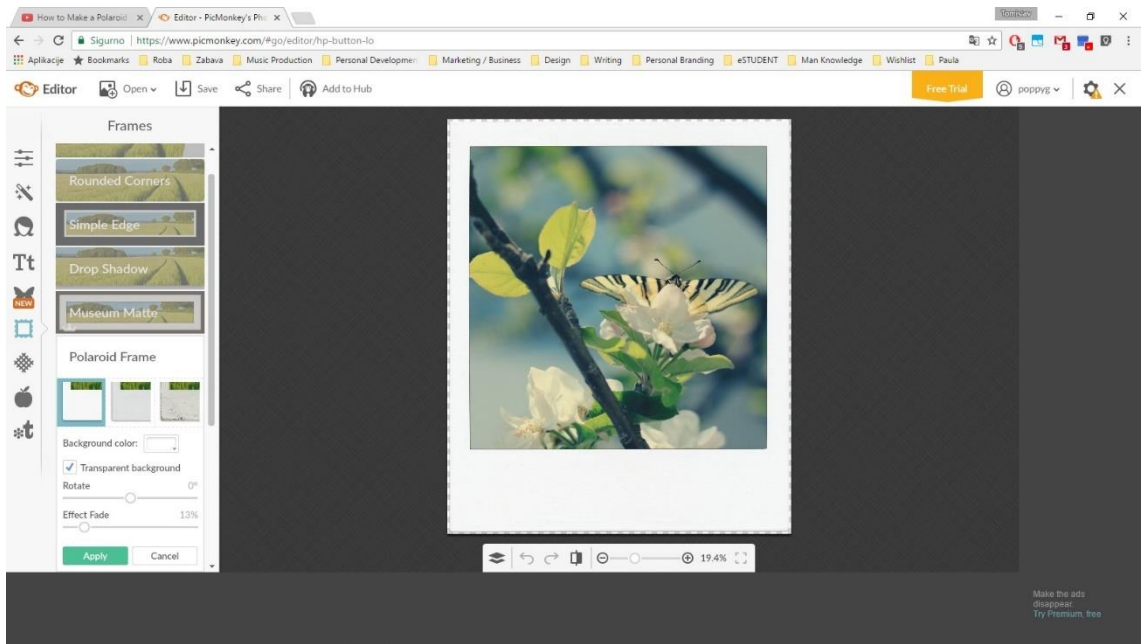 How to Make a Polaroid
Editor - PicMonkey's Pho
Tomislav
Sigurno | https://www.picmonkey.com/#go/editor/hp-button-lo
Aplikacije
Bookmarks
Roba
Zabava
Music Production
Personal Developmen
Marketing / Business
Design
Writing
Personal Branding
eSTUDENT
Man Knowledge
Wishlist
Paula
Editor
Open
Save
Share
Add to Hub
Free Trial
poppyg
Frames
Rounded Corners
Simple Edge
Drop Shadow
Museum Matte
Tt
NEW
Polaroid Frame
Background color:
Transparent background
Rotate 0°
Effect Fade 13%
Apply Cancel
19.4%
Make the ads
disappear.
Try Premium, free